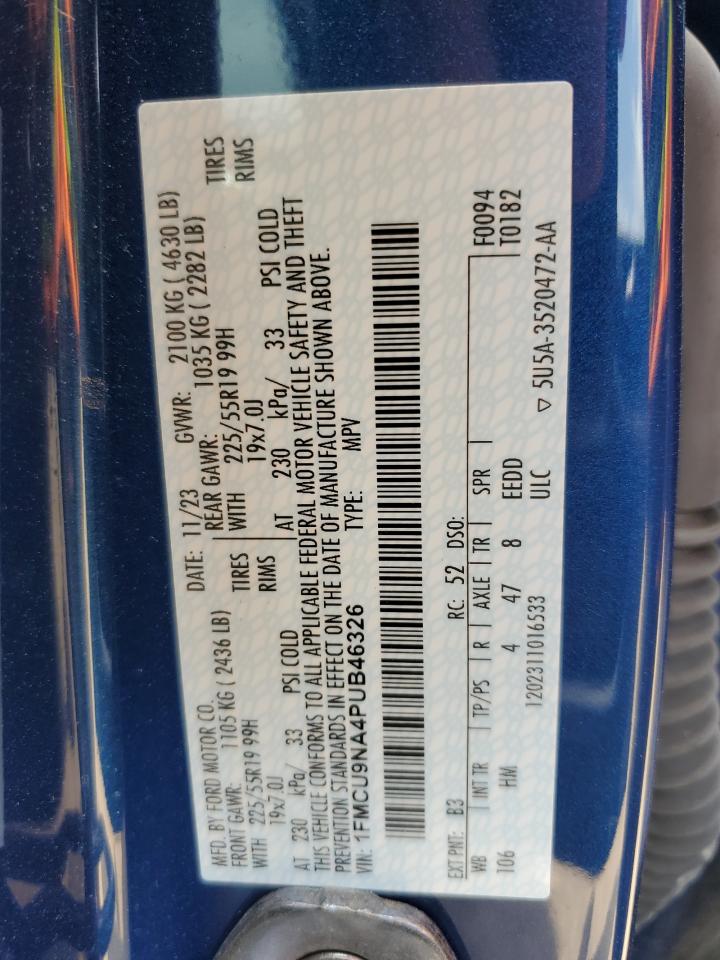 MFD. BY FORD MOTOR CO.
DATE: 11/23 GVWR: 2100 KG ( 4630 LB)
FRONT GAWR: 1105 KG ( 2436 LB) REAR GAWR: 1035 KG ( 2282 LB)
WITH 225/55R19 99H TIRES WITH 225/55R19 99H TIRES
19x7.0J RIMS 19x7.0J RIMS
AT 230 kPa/ 33 PSI COLD AT 230 kPa/ 33 PSI COLD
THIS VEHICLE CONFORMS TO ALL APPLICABLE FEDERAL MOTOR VEHICLE SAFETY AND THEFT
PREVENTION STANDARDS IN EFFECT ON THE DATE OF MANUFACTURE SHOWN ABOVE.
VIN: 1FMCU9NA4PUB46326 TYPE: MPV
EXT PNT: B3 RC: 52 DSO:
WB INT TR TP/PS R AXLE TR SPR F0094
106 HM 4 47 8 EEDD T0182
1202311016533 ULC
▽ 5U5A-3520472-AA